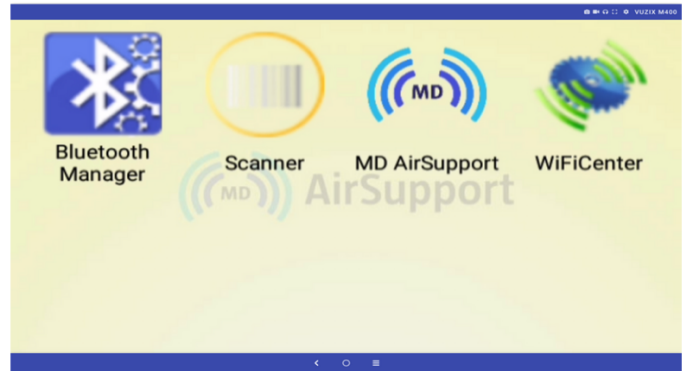 VUZIX M400
MD
Bluetooth
Manager
Scanner
MD AirSupport
WiFiCenter
MD AirSupport